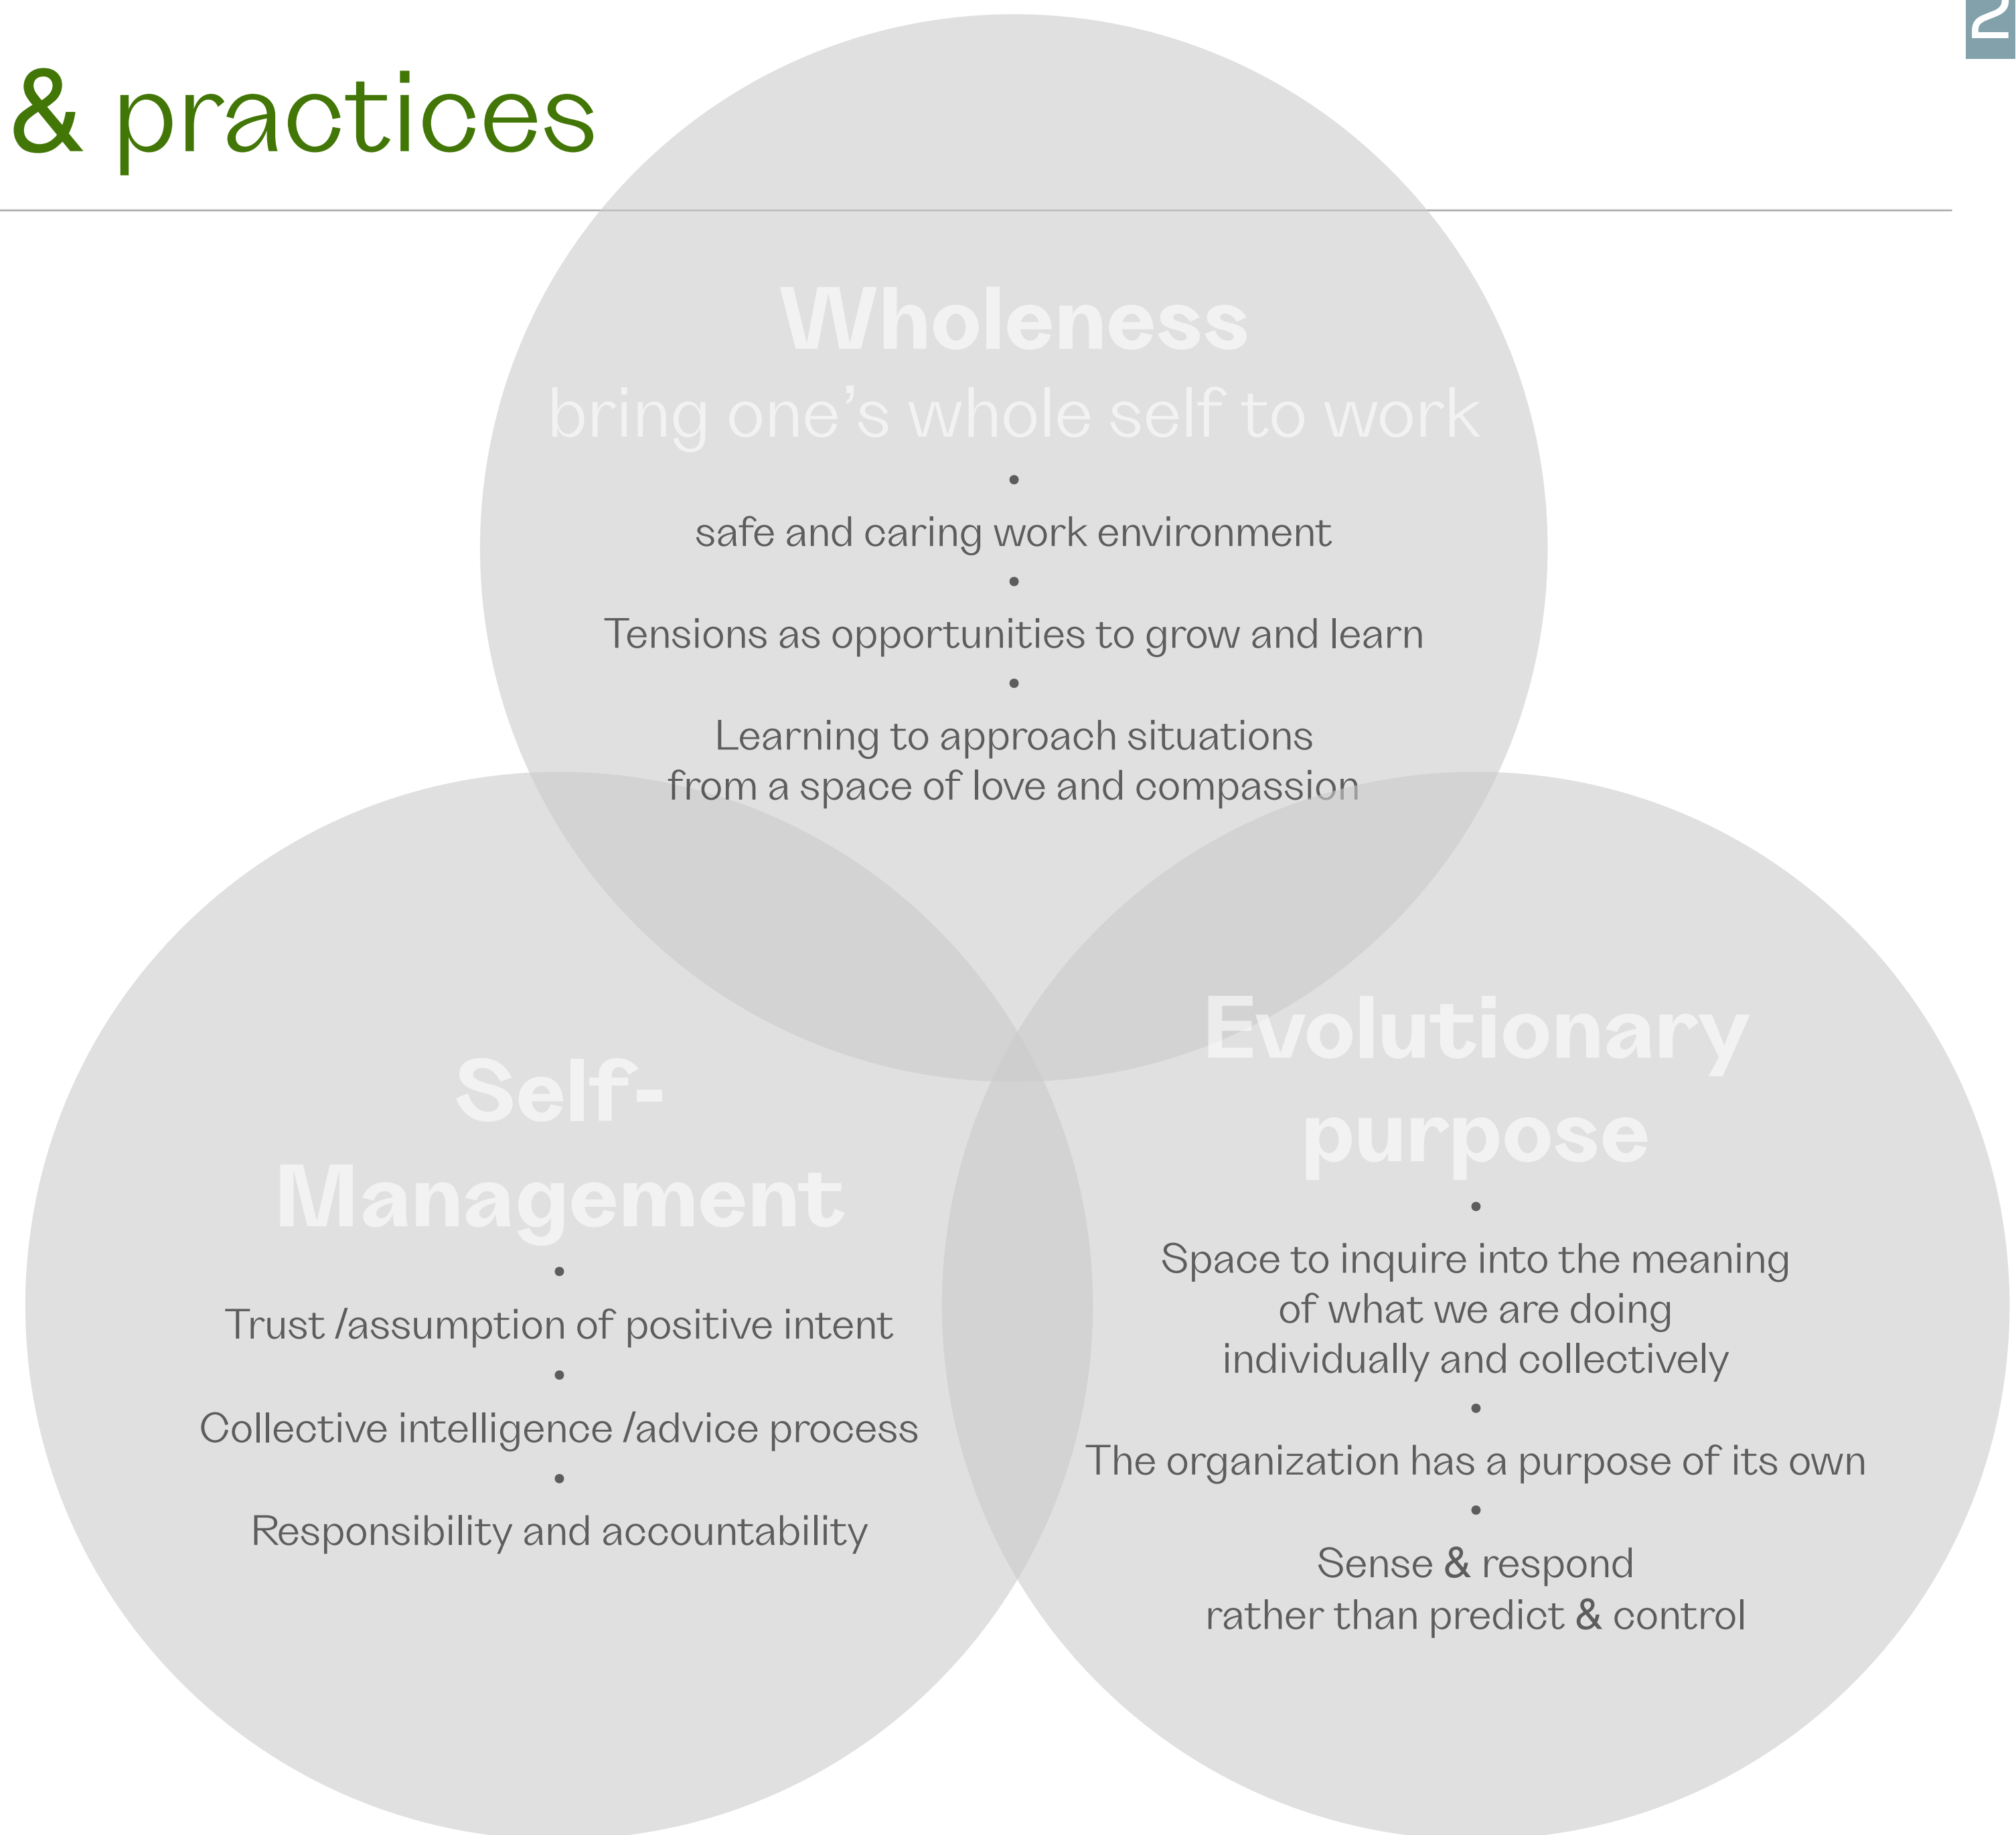 & practices
Wholeness
bring one’s whole self to work
•
safe and caring work environment
•
Tensions as opportunities to grow and learn
•
Learning to approach situations
from a space of love and compassion
Self-
Management
•
Trust /assumption of positive intent
•
Collective intelligence /advice process
•
Responsibility and accountability
Evolutionary
purpose
•
Space to inquire into the meaning
of what we are doing
individually and collectively
•
The organization has a purpose of its own
•
Sense & respond
rather than predict & control